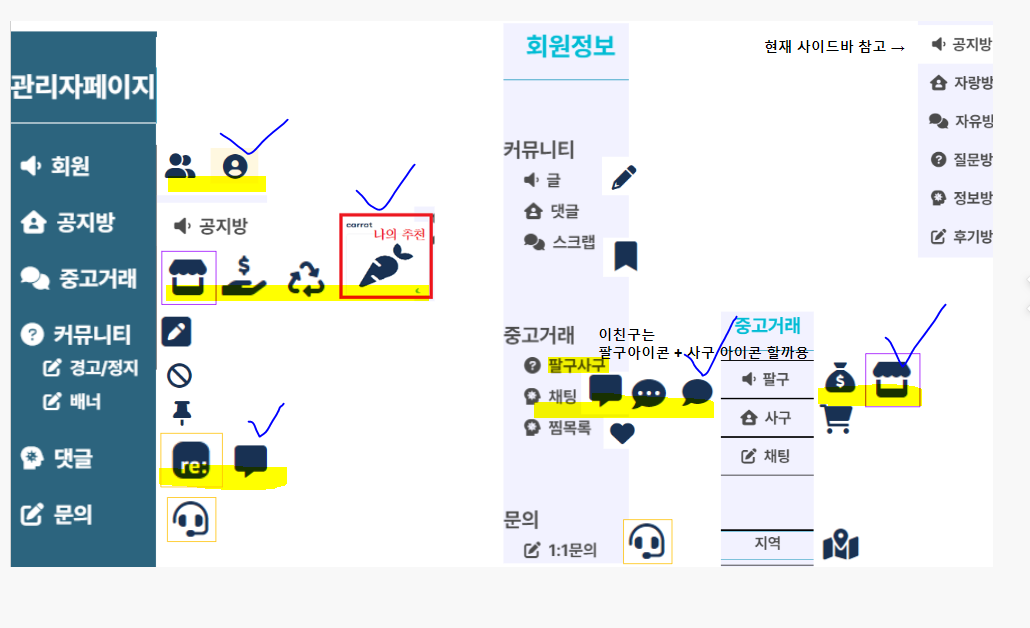 관리자페이지
회원
공지방
중고거래
커뮤니티
경고/정지
배너
댓글
문의
공지방
carrot
나의 추천
re:
회원정보
커뮤니티
글
댓글
스크랩
중고거래
팔구사구
채팅
찜목록
문의
1:1문의
이친구는
팔구아이콘 + 사구 아이콘 할까용
중고거래
팔구
사구
채팅
지역
현재 사이드바 참고 →
공지방
자랑방
자유방
질문방
정보방
후기방